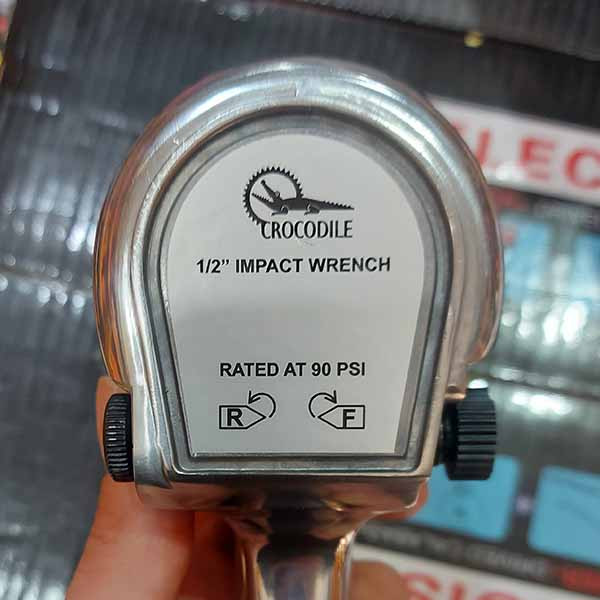 CROCODILE
1/2" IMPACT WRENCH
RATED AT 90 PSI
R F